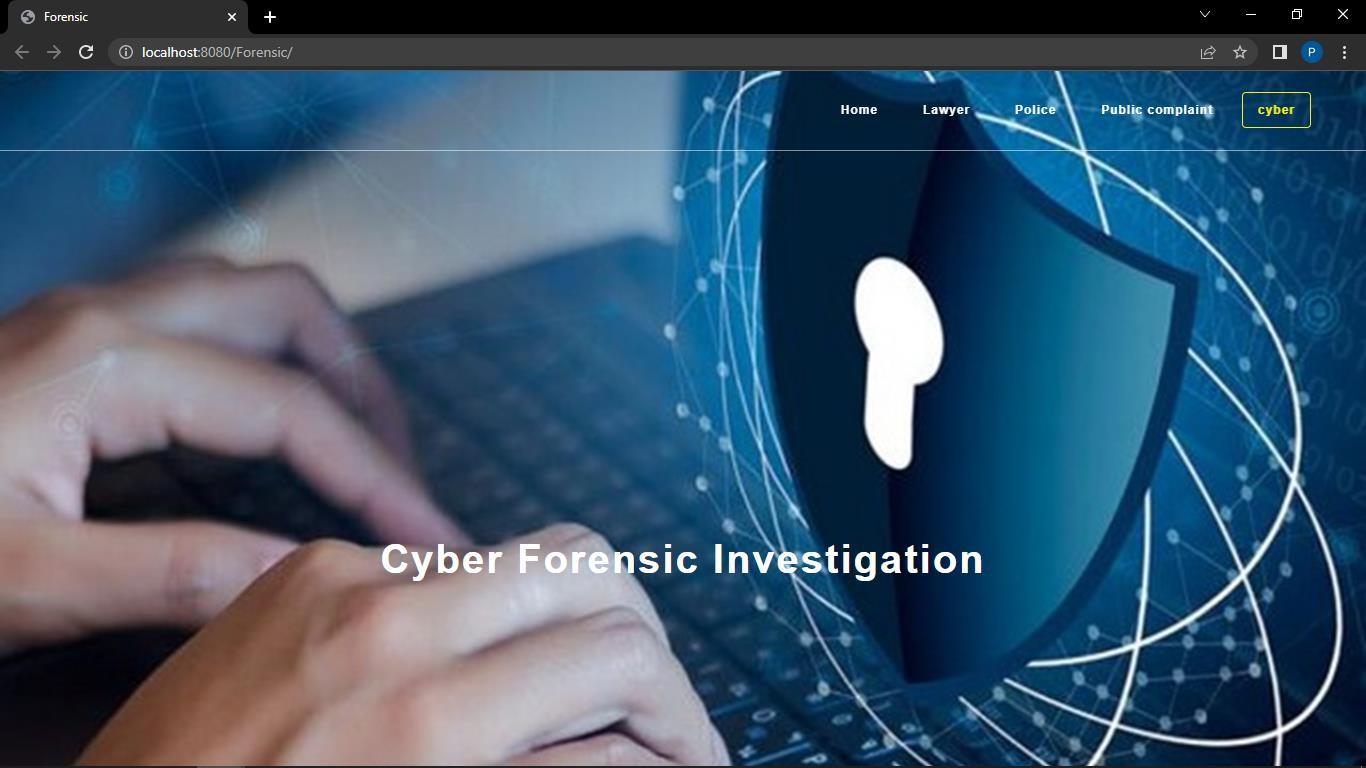 Forensic
localhost:8080/Forensic/
P
Home Lawyer Police Public complaint cyber
Cyber Forensic Investigation